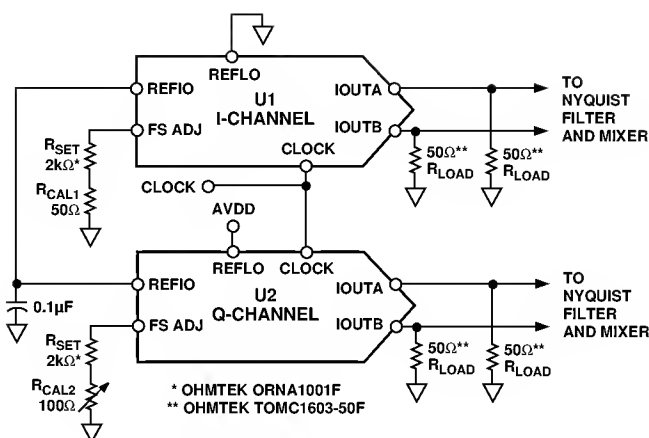 REFLO
REFIO
U1
I-CHANNEL
IOUTA
TO
NYQUIST
FILTER
AND MIXER
FS ADJ
IOUTB
CLOCK
RSET
2kΩ*
RCAL1
50Ω
50Ω**
RLOAD
50Ω**
RLOAD
CLOCK
AVDD
REFLO
CLOCK
REFIO
U2
Q-CHANNEL
IOUTA
TO
NYQUIST
FILTER
AND MIXER
0.1µF
FS ADJ
IOUTB
RSET
2kΩ*
RCAL2
100Ω
50Ω**
RLOAD
50Ω**
RLOAD
* OHMTEK ORNA1001F
** OHMTEK TOMC1603-50F